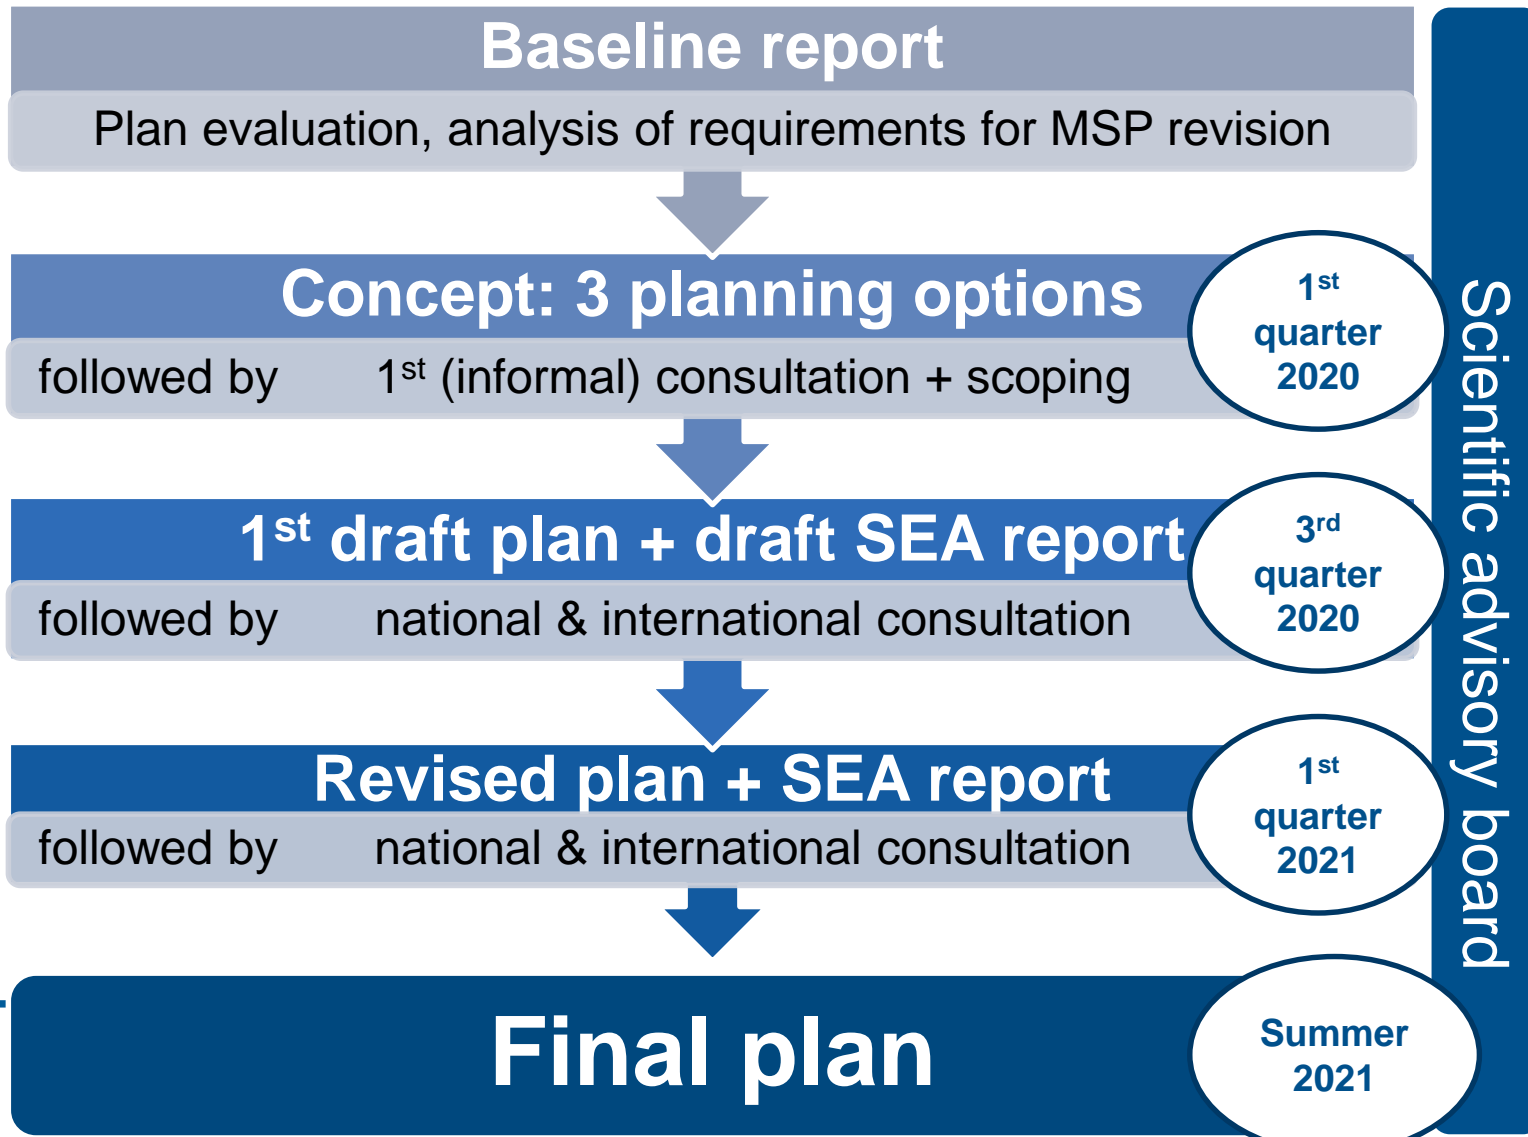 Baseline report
Plan evaluation, analysis of requirements for MSP revision
Concept: 3 planning options
followed by 1st (informal) consultation + scoping
1st
quarter
2020
1st draft plan + draft SEA report
followed by national & international consultation
3rd
quarter
2020
Revised plan + SEA report
followed by national & international consultation
1st
quarter
2021
Final plan
Summer
2021
Scientific advisory board